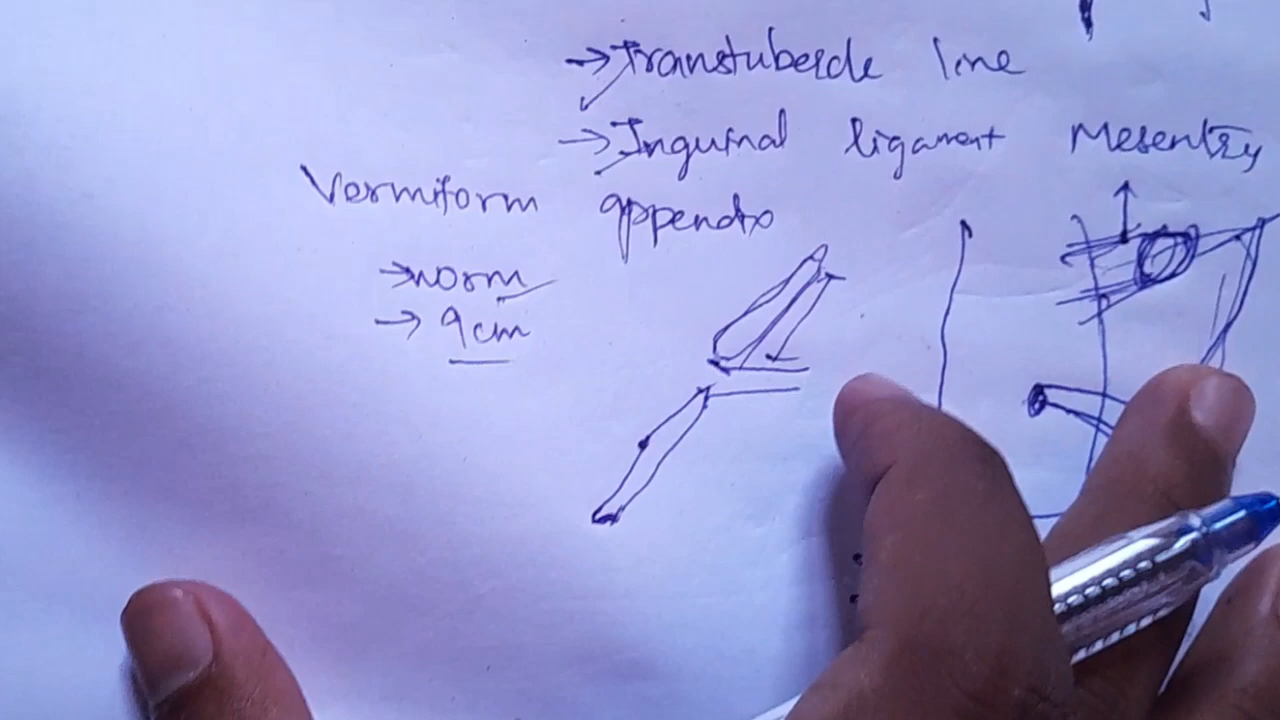 → Transtubercle line
→ Inguinal ligament
Mesentry
Vermiform appendix
→ worm
→ 9cm